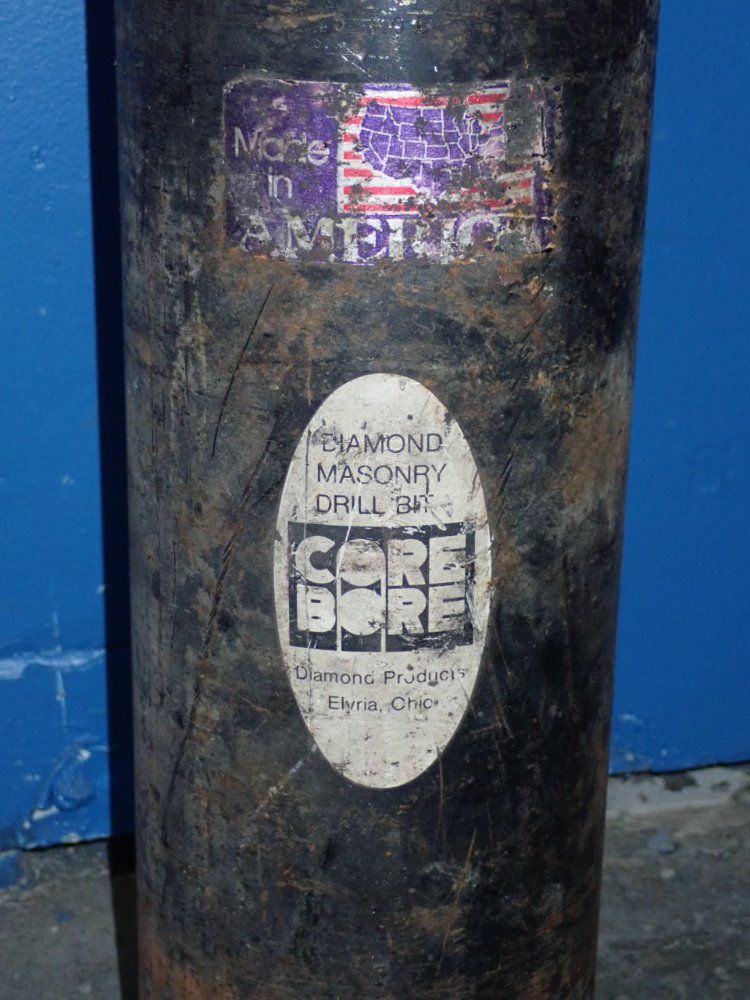 Made
in
AMERICA
DIAMOND
MASONRY
DRILL BIT
CORE
BORE
Diamond Products
Elyria, Ohio